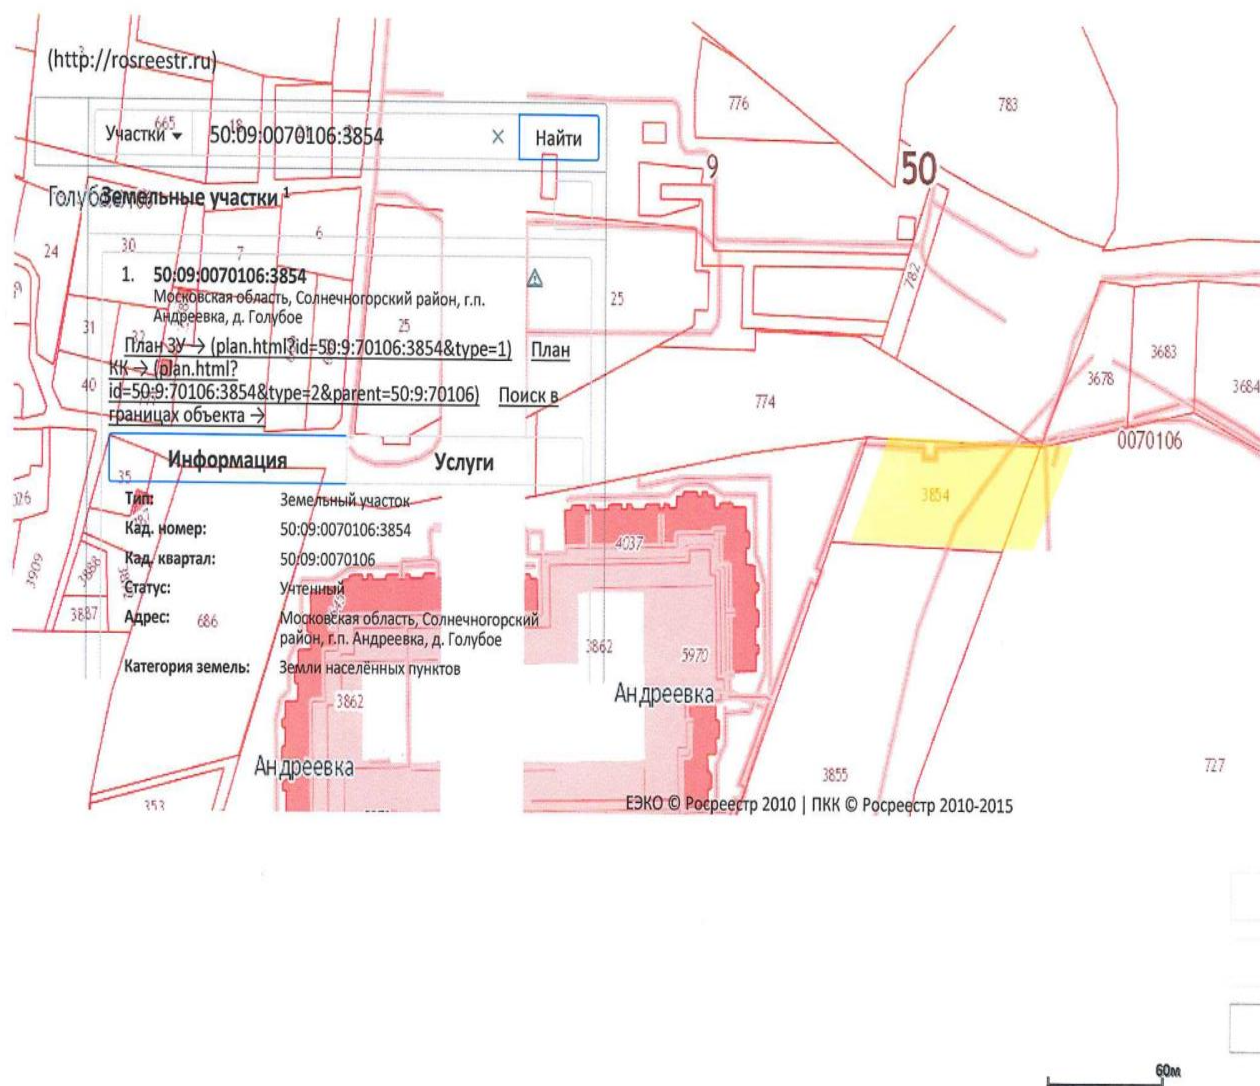 (http://rosreestr.ru)
Участки
50:09:0070106:3854
×
Найти
Земельные участки 1
1. 50:09:0070106:3854
Московская область, Солнечногорский район, г.п.
Андреевка, д. Голубое
План ЗУ → (plan.html?id=50:9:70106:3854&type=1) План
КК → (plan.html?
id=50:9:70106:3854&type=2&parent=50:9:70106) Поиск в
границах объекта →
Информация Услуги
Тип: Земельный участок
Кад. номер: 50:09:0070106:3854
Кад. квартал: 50:09:0070106
Статус: Учтенный
Адрес: Московская область, Солнечногорский
район, г.п. Андреевка, д. Голубое
Категория земель: Земли населённых пунктов
665
18
24
30
7
6
31
22
40
25
35
3909
3888
3887
686
353
3862
Андреевка
776
783
9
50
782
25
774
3678
3683
3684
0070106
3854
4037
3862
5970
Андреевка
3855
727
ЕЭКО © Росреестр 2010 | ПКК © Росреестр 2010-2015
60м